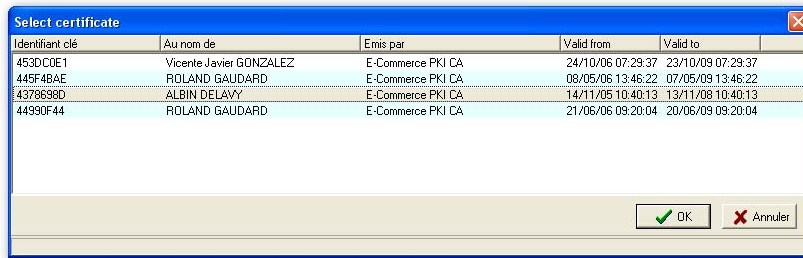 Select certificate
Identifiant clé Au nom de Emis par Valid from Valid to
453DC0E1 Vicente Javier GONZALEZ E-Commerce PKI CA 24/10/06 07:29:37 23/10/09 07:29:37
445F4BAE ROLAND GAUDARD E-Commerce PKI CA 08/05/06 13:46:22 07/05/09 13:46:22
4378698D ALBIN DELAVY E-Commerce PKI CA 14/11/05 10:40:13 13/11/08 10:40:13
44990F44 ROLAND GAUDARD E-Commerce PKI CA 21/06/06 09:20:04 20/06/09 09:20:04
OK Annuler